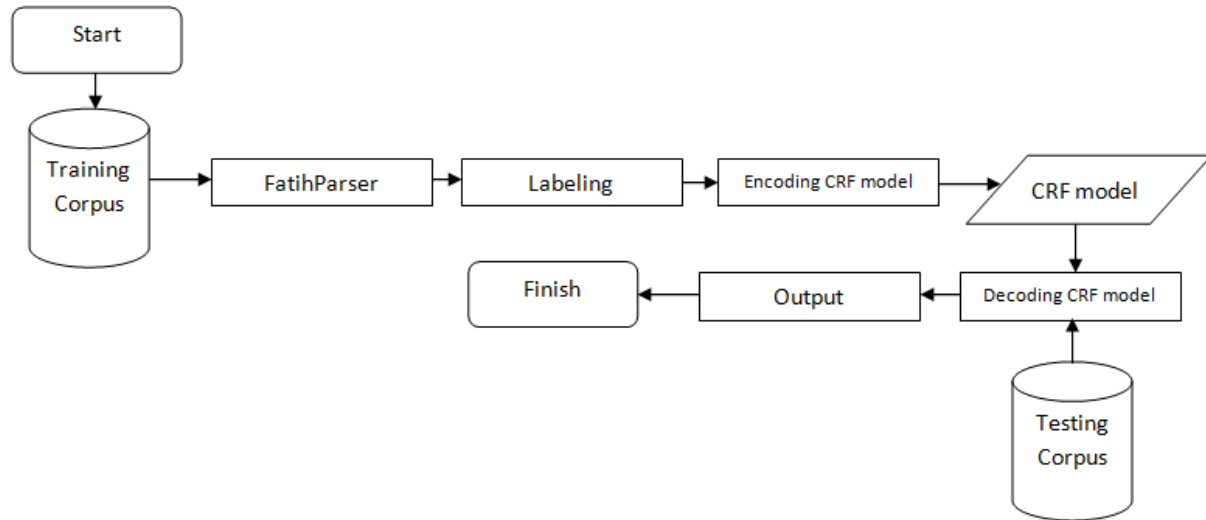 Start
Training
Corpus
FatihParser
Labeling
Encoding CRF model
CRF model
Finish
Output
Decoding CRF model
Testing
Corpus